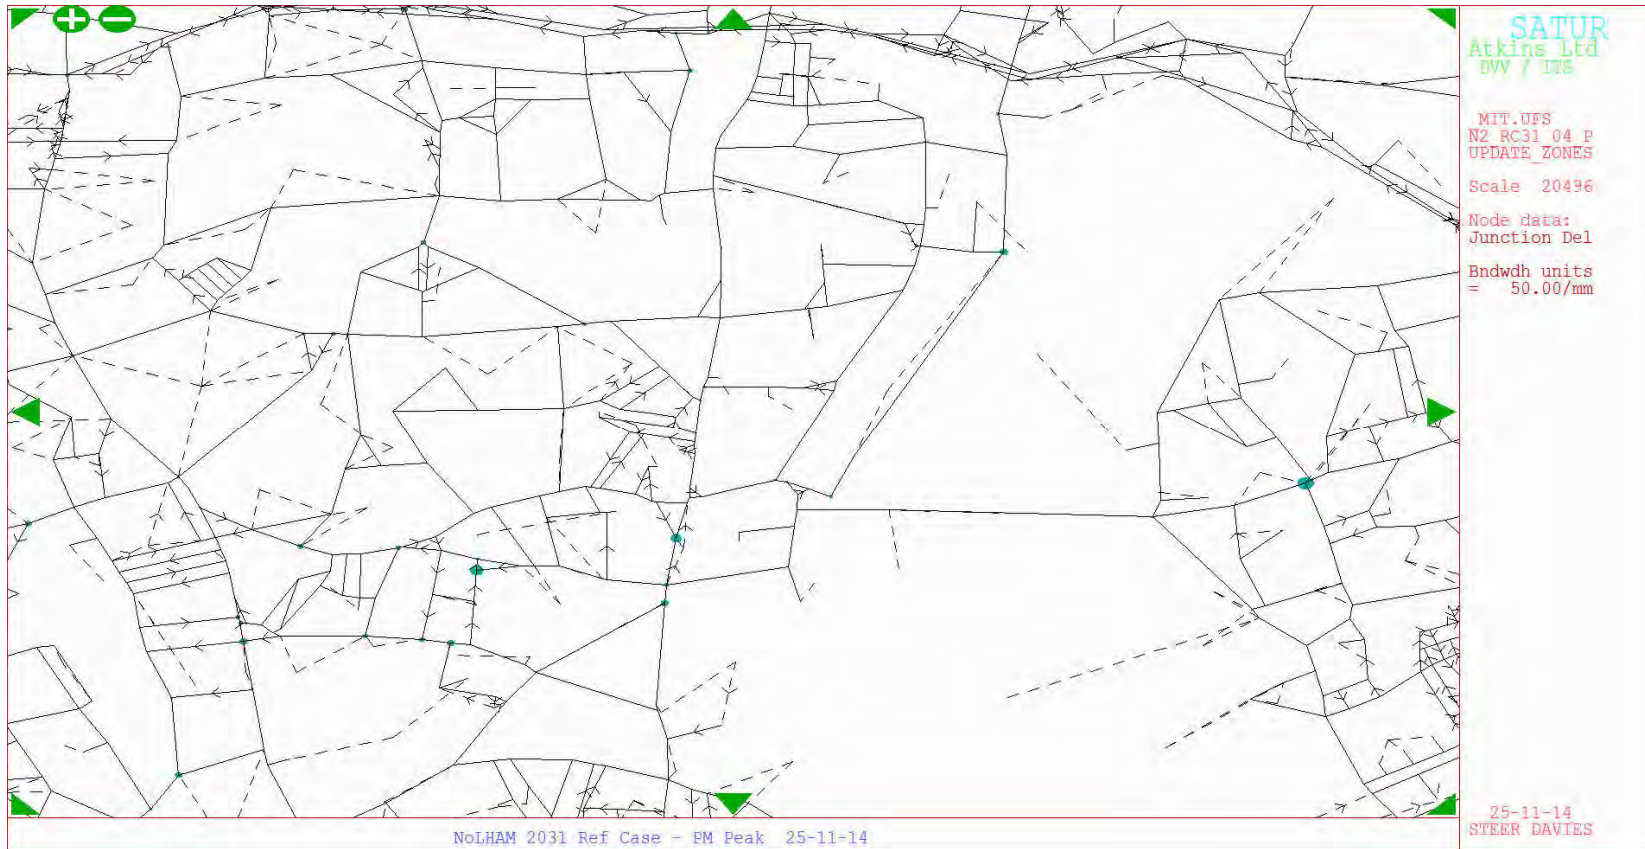 SATUR
Atkins Ltd
DVV / ITS
MIT.UFS
N2 RC31 04 P
UPDATE_ZONES
Scale 20496
Node data:
Junction Del
Bndwdh units
= 50.00/mm
25-11-14
STEER DAVIES
NoLHAM 2031 Ref Case - PM Peak 25-11-14